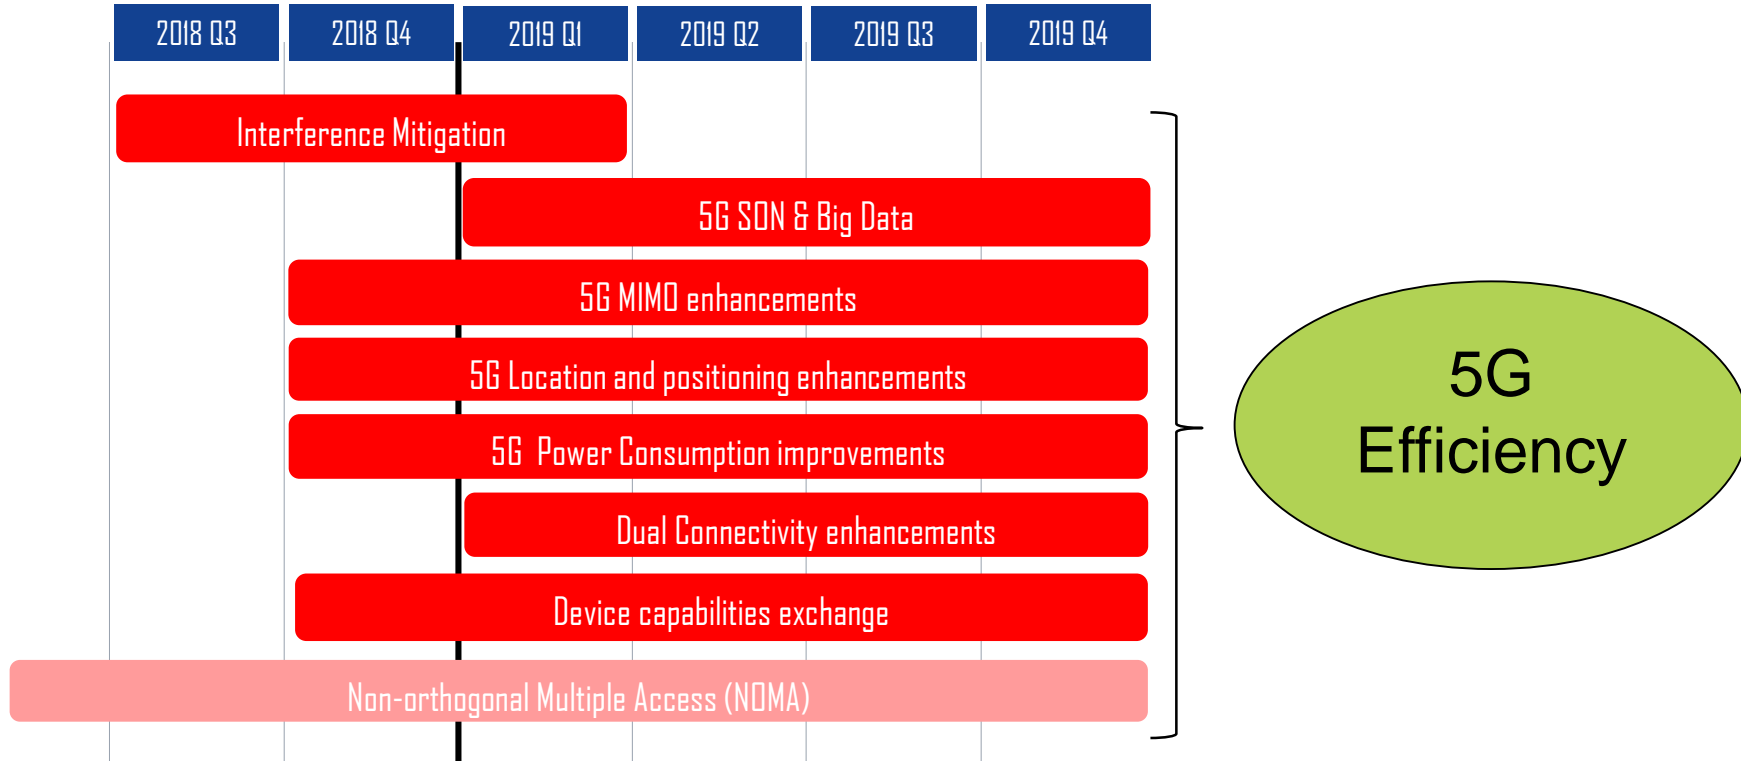 2018 Q3
2018 Q4
2019 Q1
2019 Q2
2019 Q3
2019 Q4
Interference Mitigation
5G SON & Big Data
5G MIMO enhancements
5G Location and positioning enhancements
5G Power Consumption improvements
Dual Connectivity enhancements
Device capabilities exchange
Non-orthogonal Multiple Access (NOMA)
5G
Efficiency